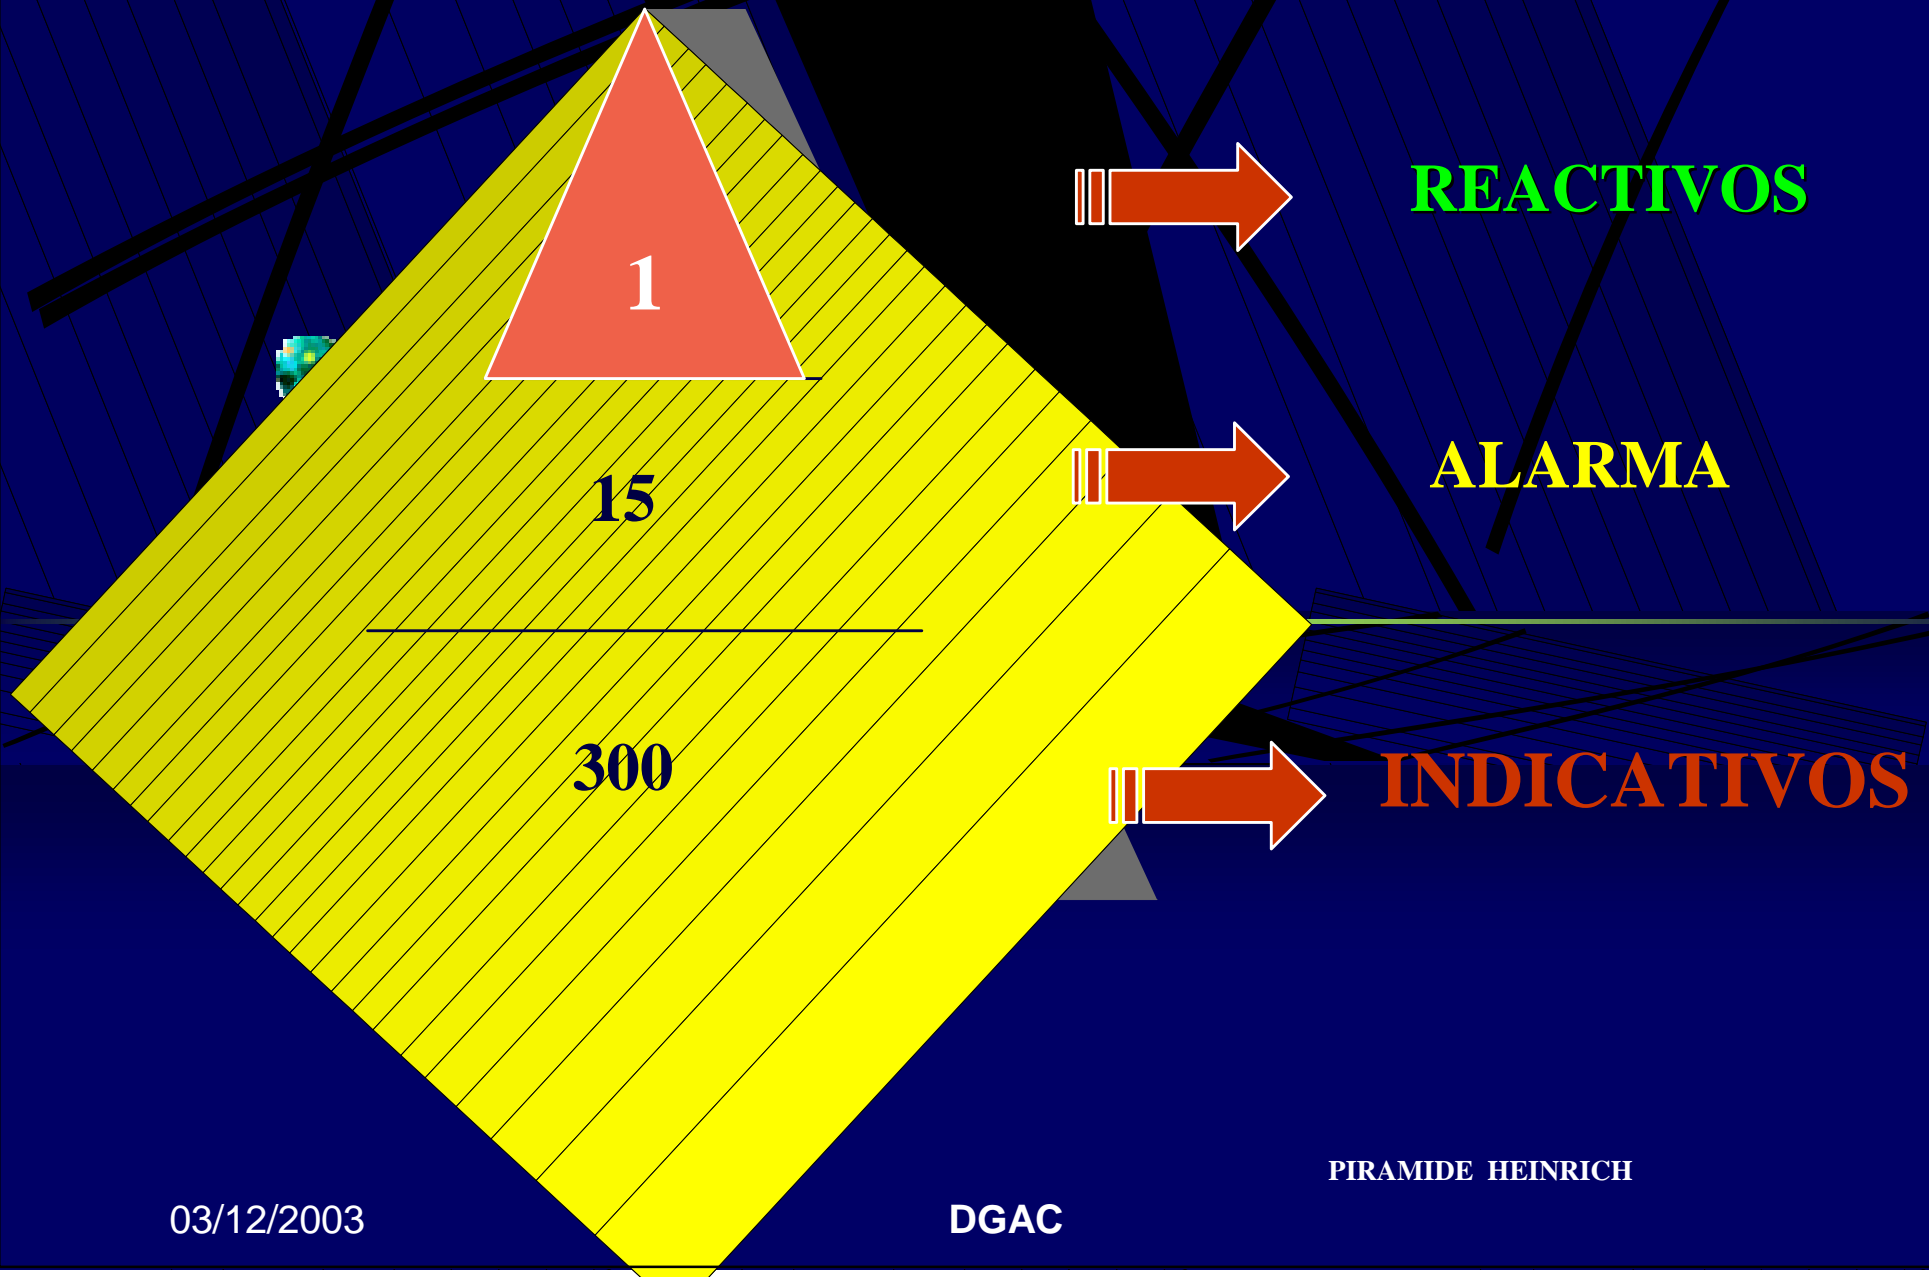 REACTIVOS
1
ALARMA
15
INDICATIVOS
300
PIRAMIDE HEINRICH
03/12/2003
DGAC